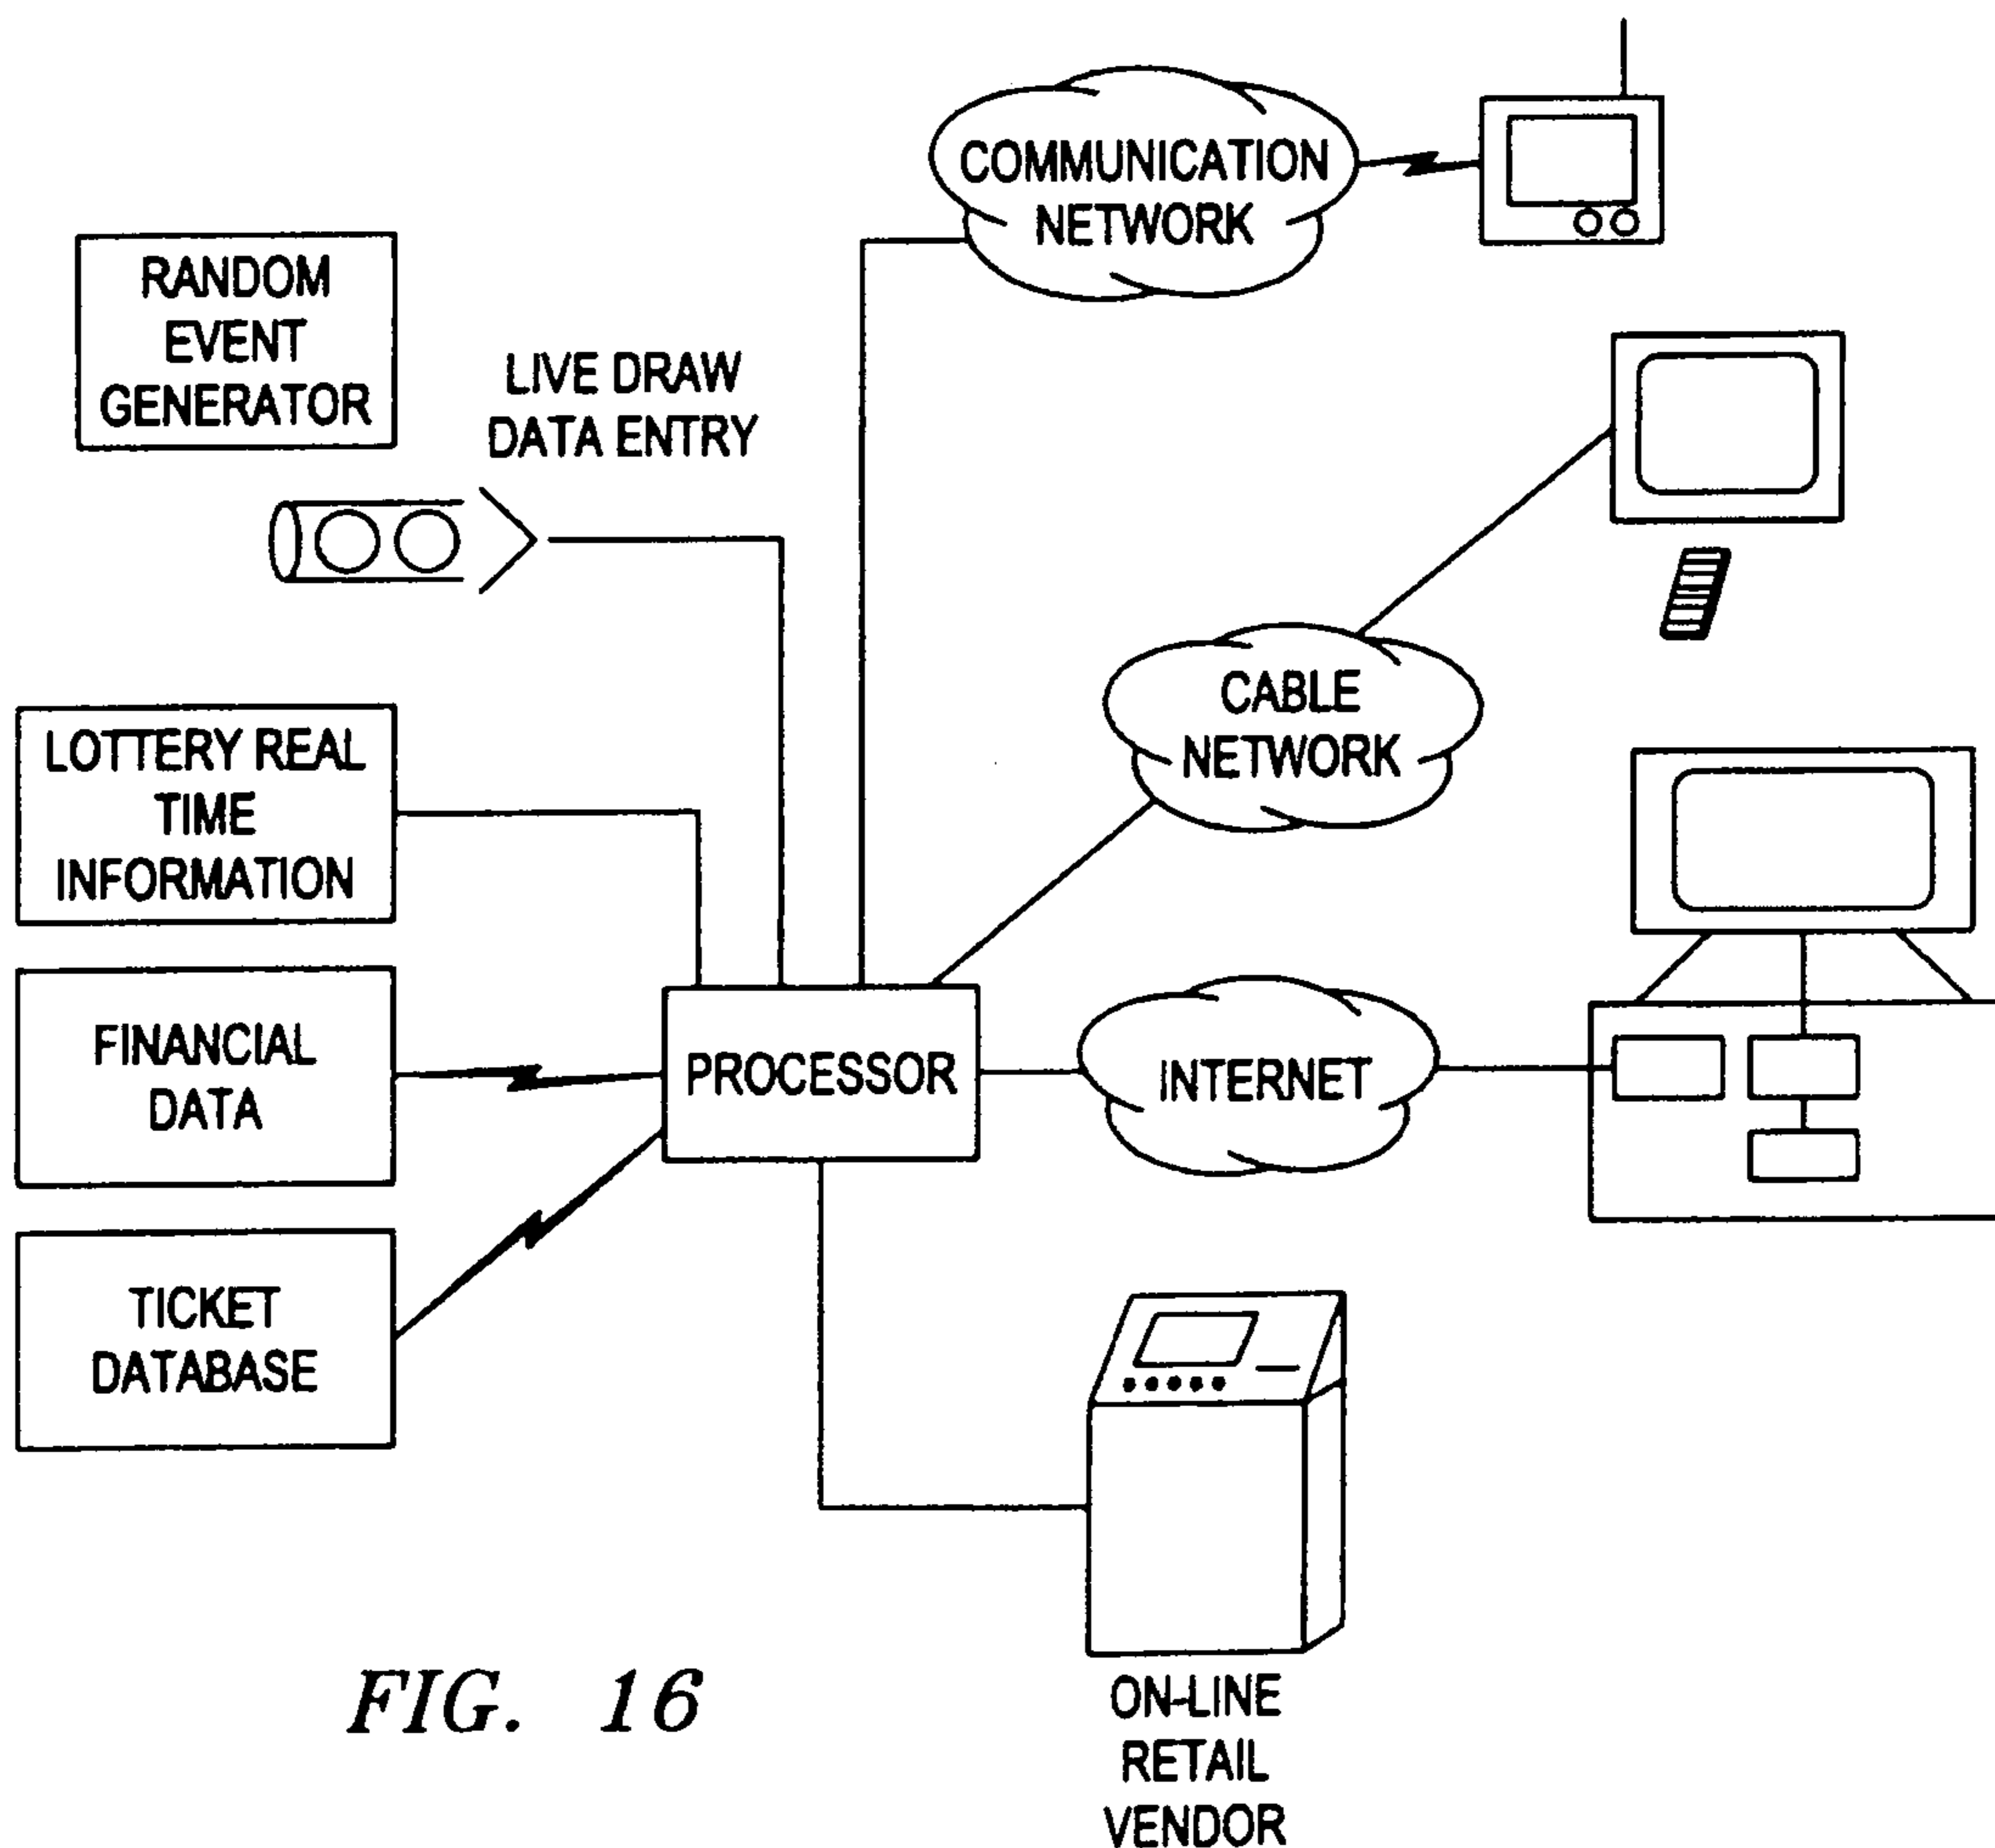 COMMUNICATION
NETWORK
RANDOM
EVENT
GENERATOR
LIVE DRAW
DATA ENTRY
CABLE
NETWORK
LOTTERY REAL
TIME
INFORMATION
FINANCIAL
DATA
PROCESSOR
INTERNET
TICKET
DATABASE
ON-LINE
RETAIL
VENDOR
FIG. 16